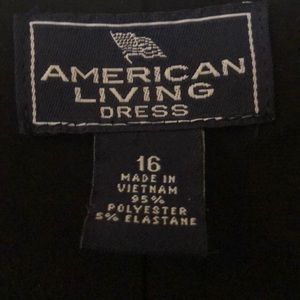 AMERICAN
LIVING
DRESS
16
MADE IN
VIETNAM
95%
POLYESTER
5% ELASTANE